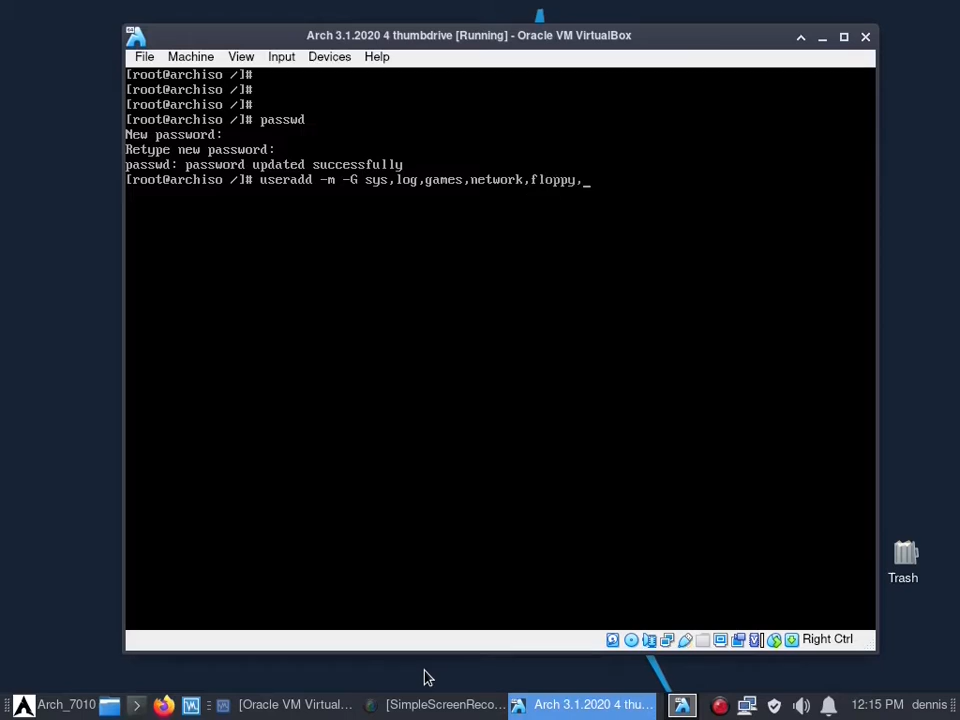 Arch 3.1.2020 4 thumbdrive [Running] - Oracle VM VirtualBox
File Machine View Input Devices Help
[root@archiso /]#
[root@archiso /]#
[root@archiso /]#
[root@archiso /]# passwd
New password:
Retype new password:
passwd: password updated successfully
[root@archiso /]# useradd -m -G sys,log,games,network,floppy,_
Trash
Right Ctrl
Arch_7010 [Oracle VM Virtual... [SimpleScreenReco... Arch 3.1.2020 4 thu... 12:15 PM dennis